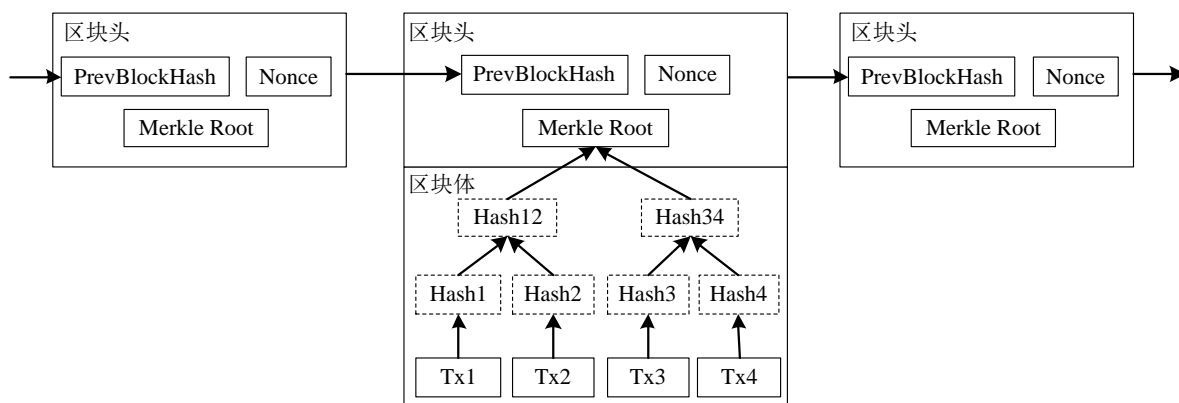 区块头
PrevBlockHash
Nonce
Merkle Root
区块头
PrevBlockHash
Nonce
Merkle Root
区块体
Hash12
Hash34
Hash1
Hash2
Hash3
Hash4
Tx1
Tx2
Tx3
Tx4
区块头
PrevBlockHash
Nonce
Merkle Root